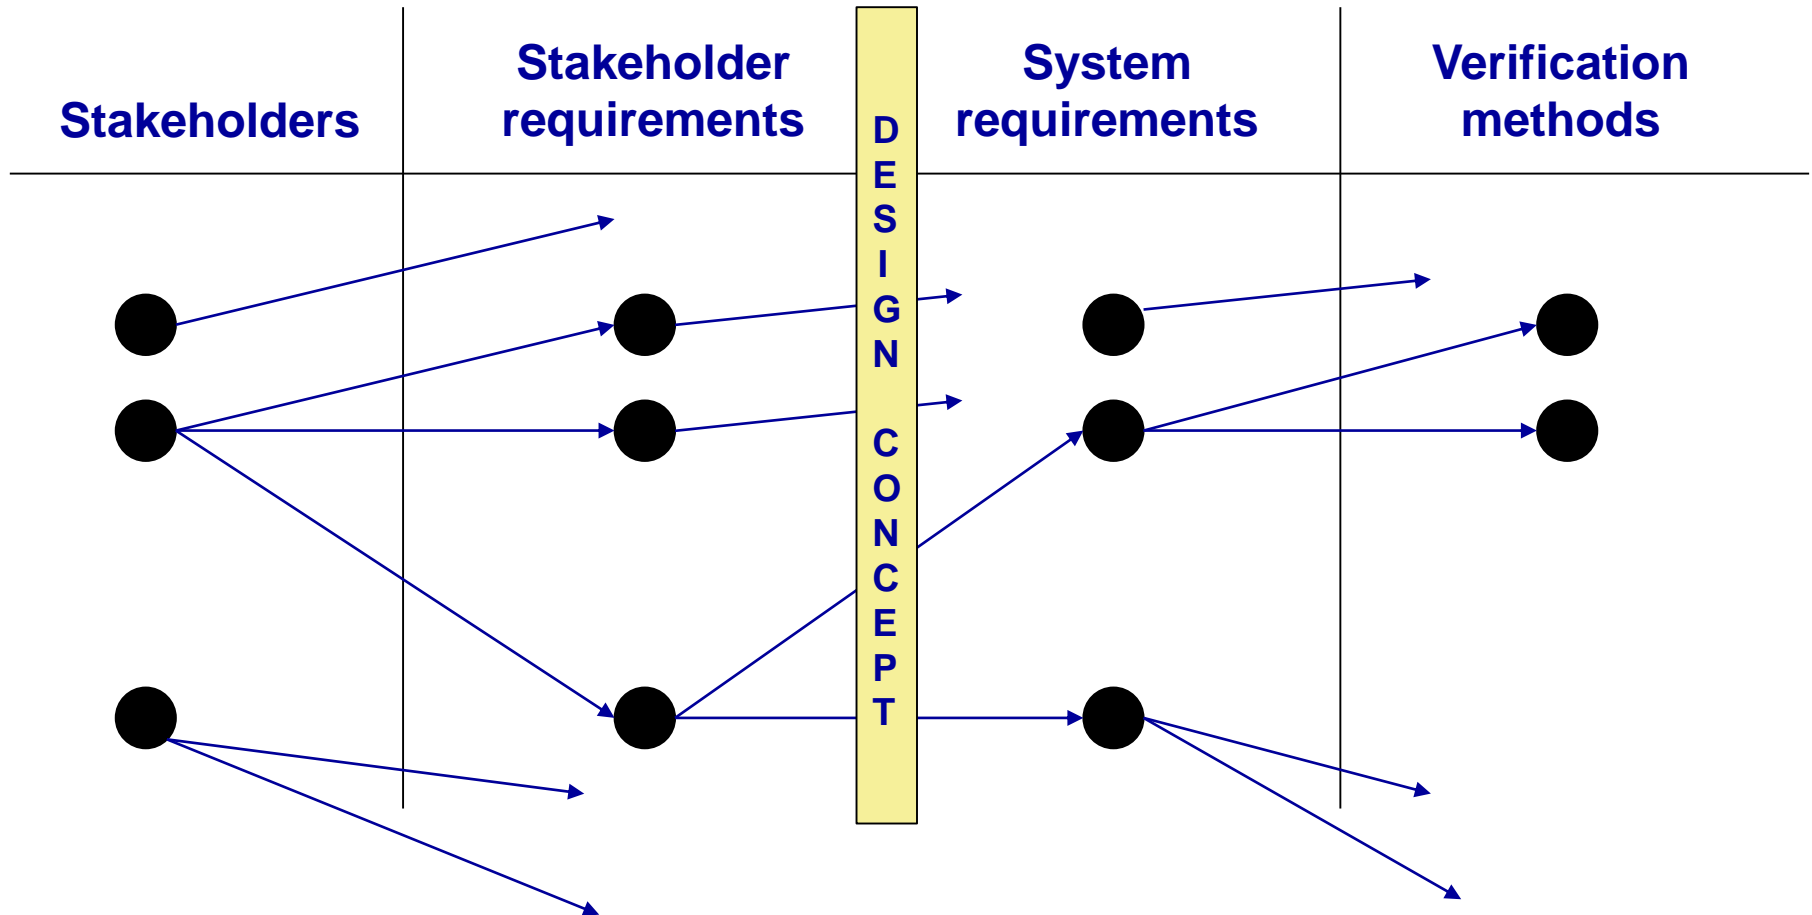 Stakeholders
Stakeholder
requirements
D
E
S
I
G
N
C
O
N
C
E
P
T
System
requirements
Verification
methods